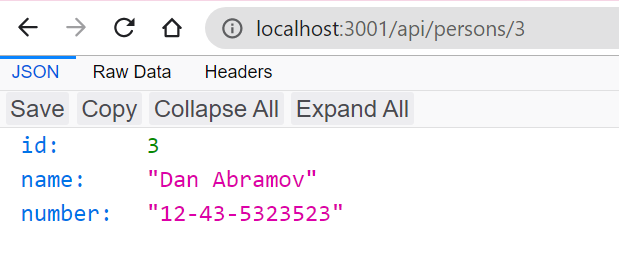 localhost:3001/api/persons/3
JSON Raw Data Headers
Save Copy Collapse All Expand All
id: 3
name: "Dan Abramov"
number: "12-43-5323523"